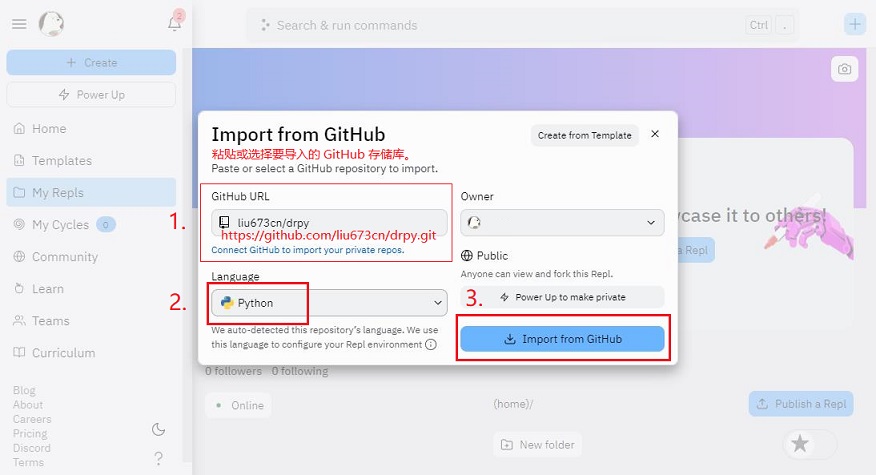 2
Search & run commands
Ctrl
.
Create
Power Up
Home
Templates
My Repls
My Cycles
0
Community
Learn
Teams
Curriculum
Blog
About
Careers
Pricing
Discord
Terms
Import from GitHub
Create from Template
粘贴或选择要导入的 GitHub 存储库。
Paste or select a GitHub repository to import.
1.
GitHub URL
liu673cn/drpy
https://github.com/liu673cn/drpy.git
Connect GitHub to import your private repos.
Owner
Public
Anyone can view and fork this Repl.
2.
Language
Python
We auto-detected this repository's language. We use
this language to configure your Repl environment
3.
Power Up to make private
Import from GitHub
wcase it to others!
a Repl
0 followers 0 following
Online
(home)/
Publish a Repl
New folder